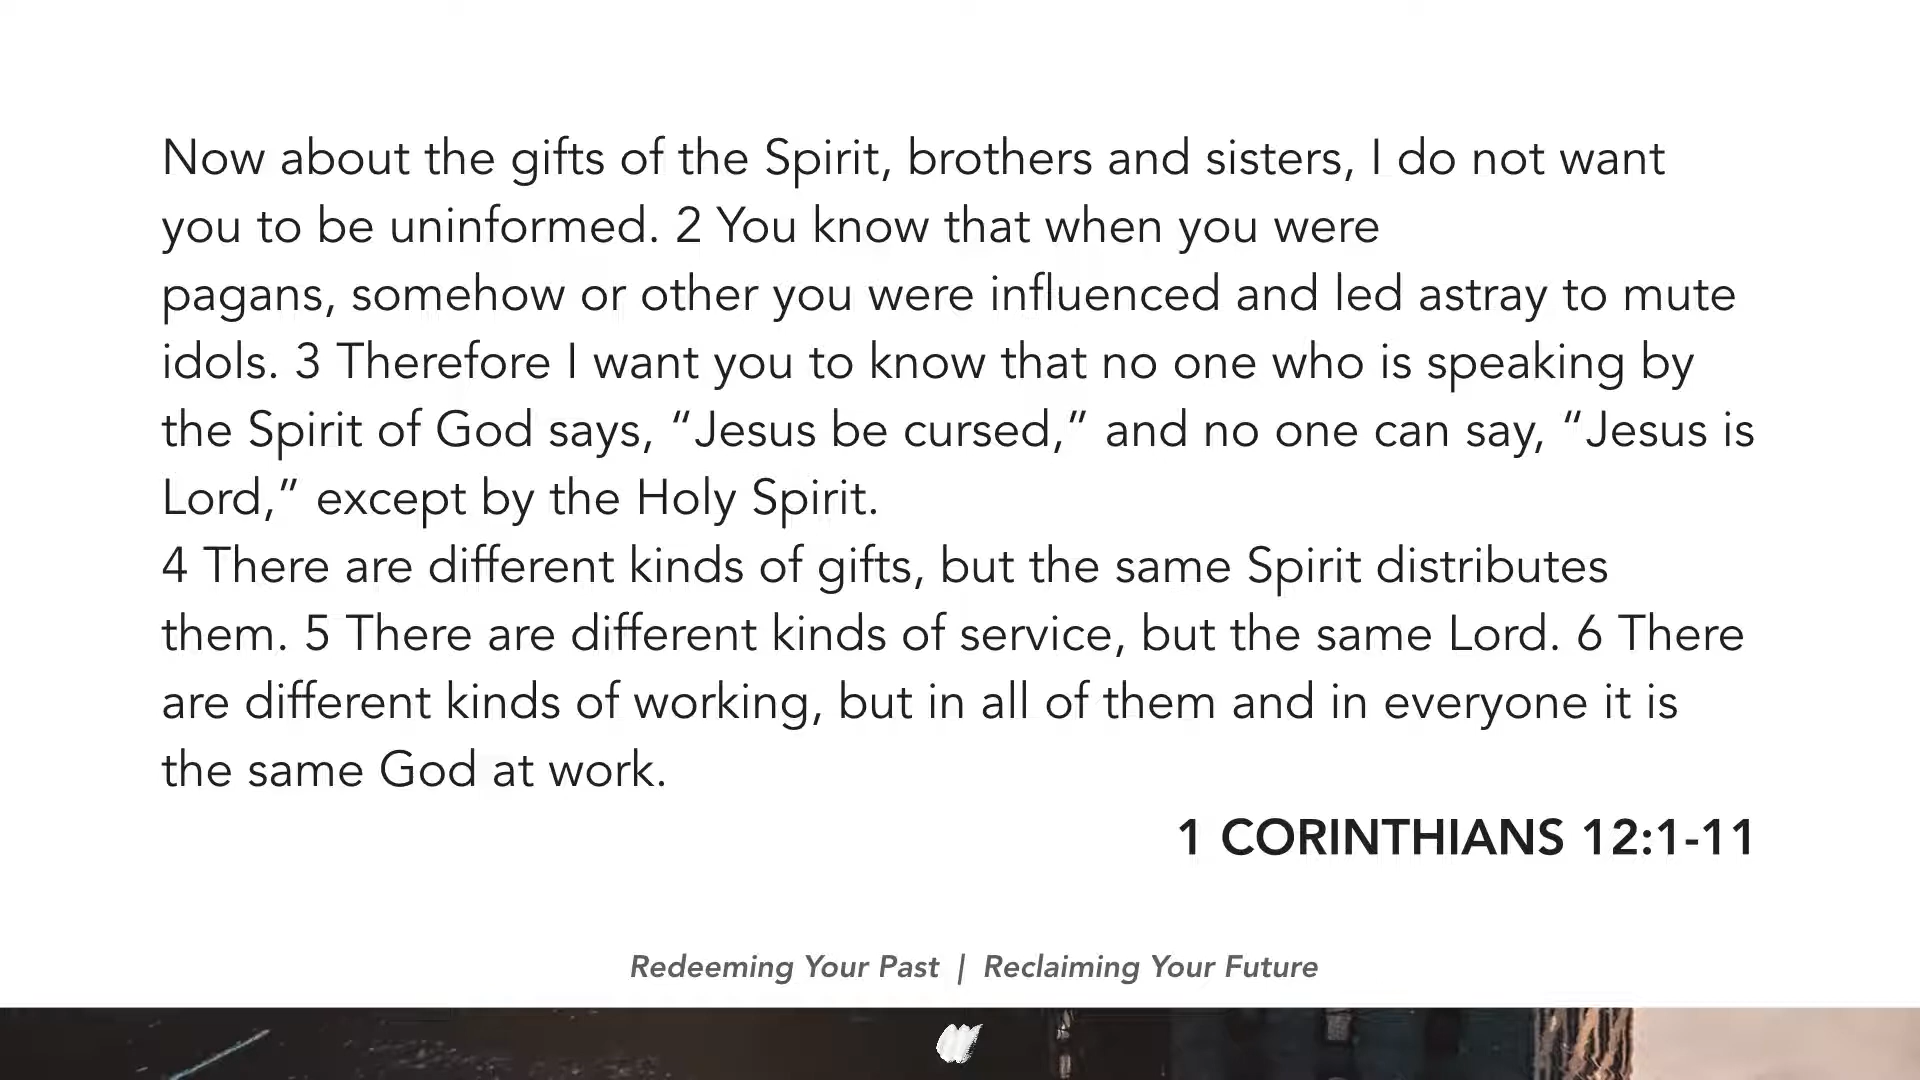 Now about the gifts of the Spirit, brothers and sisters, I do not want
you to be uninformed. 2 You know that when you were
pagans, somehow or other you were influenced and led astray to mute
idols. 3 Therefore I want you to know that no one who is speaking by
the Spirit of God says, “Jesus be cursed,” and no one can say, “Jesus is
Lord,” except by the Holy Spirit.
4 There are different kinds of gifts, but the same Spirit distributes
them. 5 There are different kinds of service, but the same Lord. 6 There
are different kinds of working, but in all of them and in everyone it is
the same God at work.
1 CORINTHIANS 12:1-11
Redeeming Your Past | Reclaiming Your Future